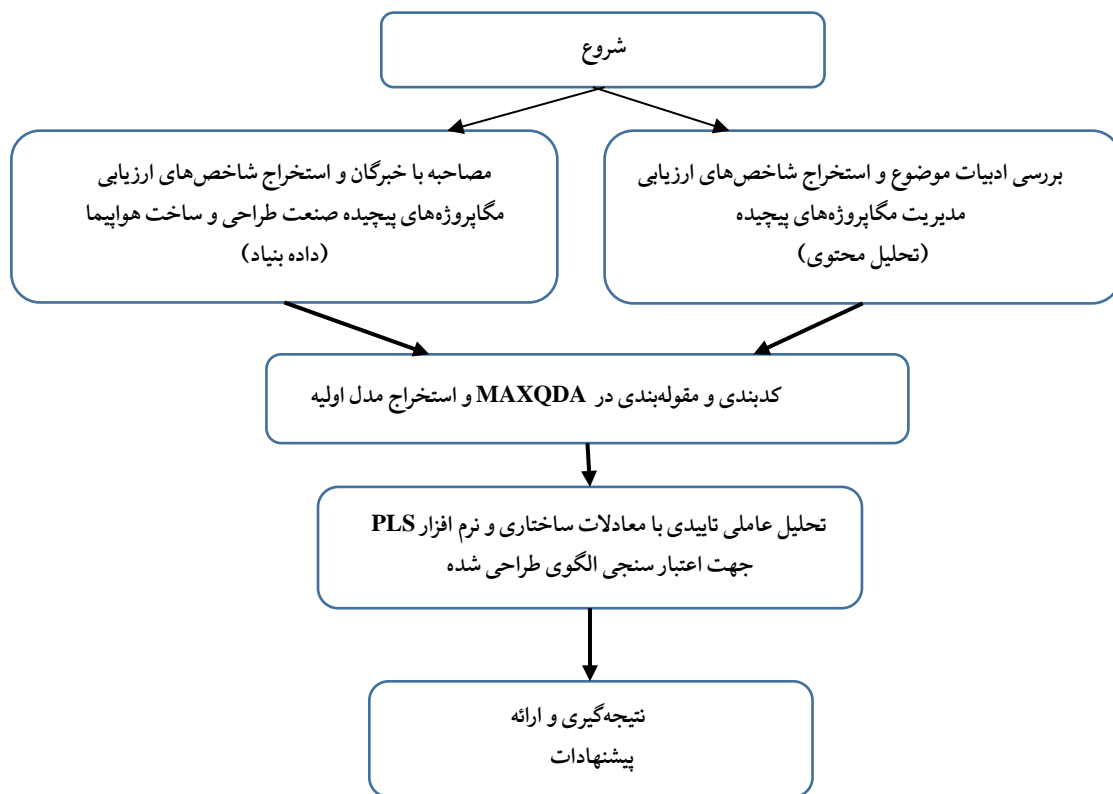 شروع
بررسی ادبیات موضوع و استخراج شاخص‌های ارزیابی
مدیریت مگاپروژه‌های پیچیده
(تحلیل محتوی)
مصاحبه با خبرگان و استخراج شاخص‌های ارزیابی
مگاپروژه‌های پیچیده صنعت طراحی و ساخت هواپیما
(داده بنیاد)
کدبندی و مقوله‌بندی در MAXQDA و استخراج مدل اولیه
تحلیل عاملی تاییدی با معادلات ساختاری و نرم افزار PLS
جهت اعتبار سنجی الگوی طراحی شده
نتیجه‌گیری و ارائه
پیشنهادات